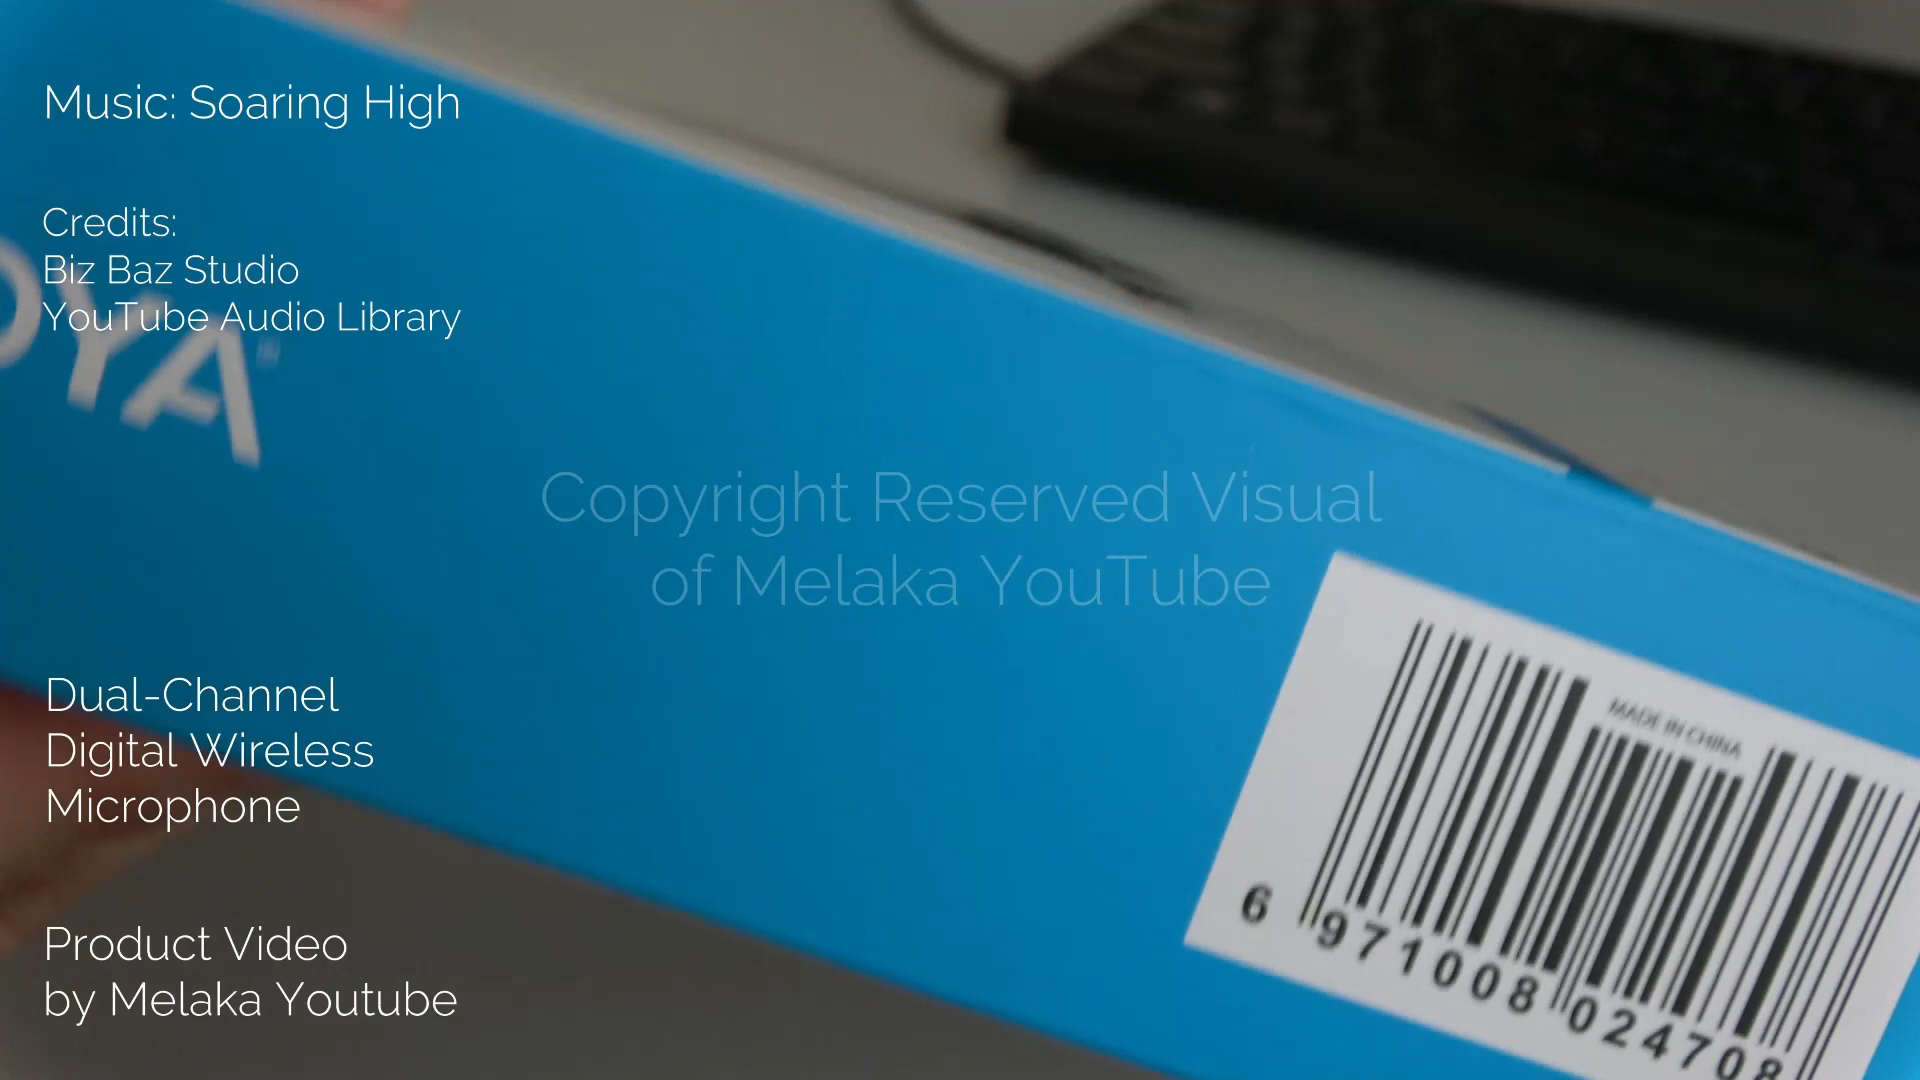 Music: Soaring High
Credits:
Biz Baz Studio
YouTube Audio Library
OYA
®
Copyright Reserved Visual
of Melaka YouTube
Dual-Channel
Digital Wireless
Microphone
MADE IN CHINA
6 971008 024708
Product Video
by Melaka Youtube